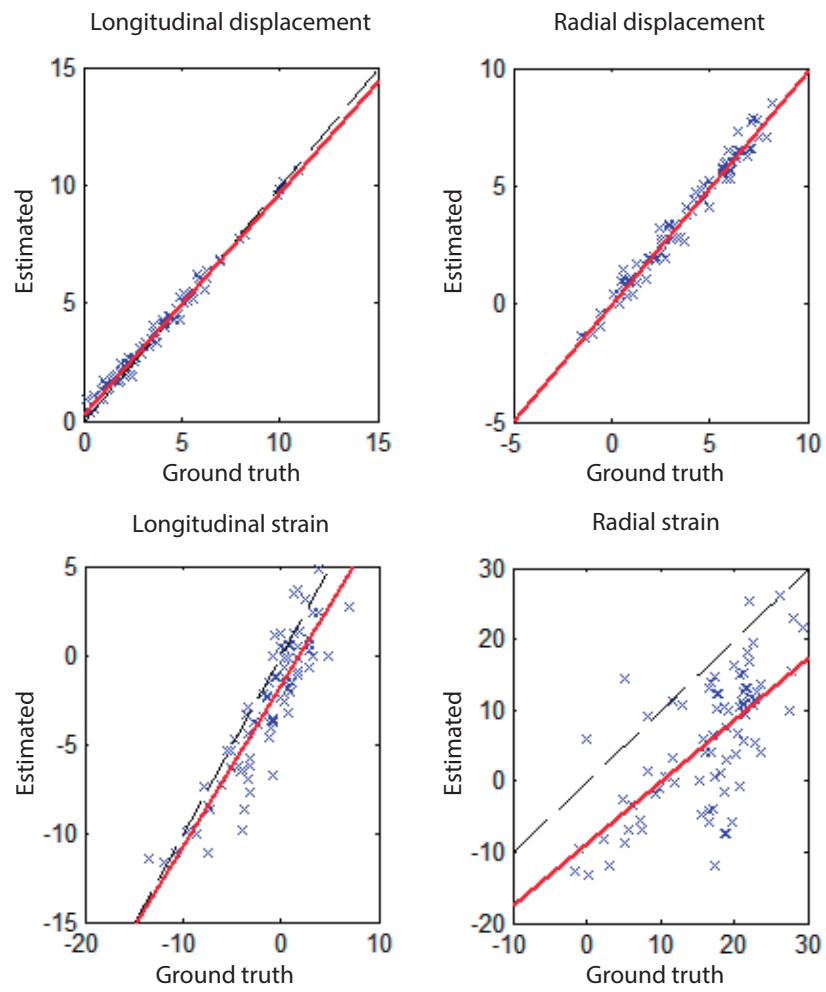 Longitudinal displacement
15
10
5
0
0 5 10 15
Estimated
Ground truth
Radial displacement
10
5
0
-5
-5 0 5 10
Estimated
Ground truth
Longitudinal strain
5
0
-5
-10
-15
-20 -10 0 10
Estimated
Ground truth
Radial strain
30
20
10
0
-10
-20
-10 0 10 20 30
Estimated
Ground truth